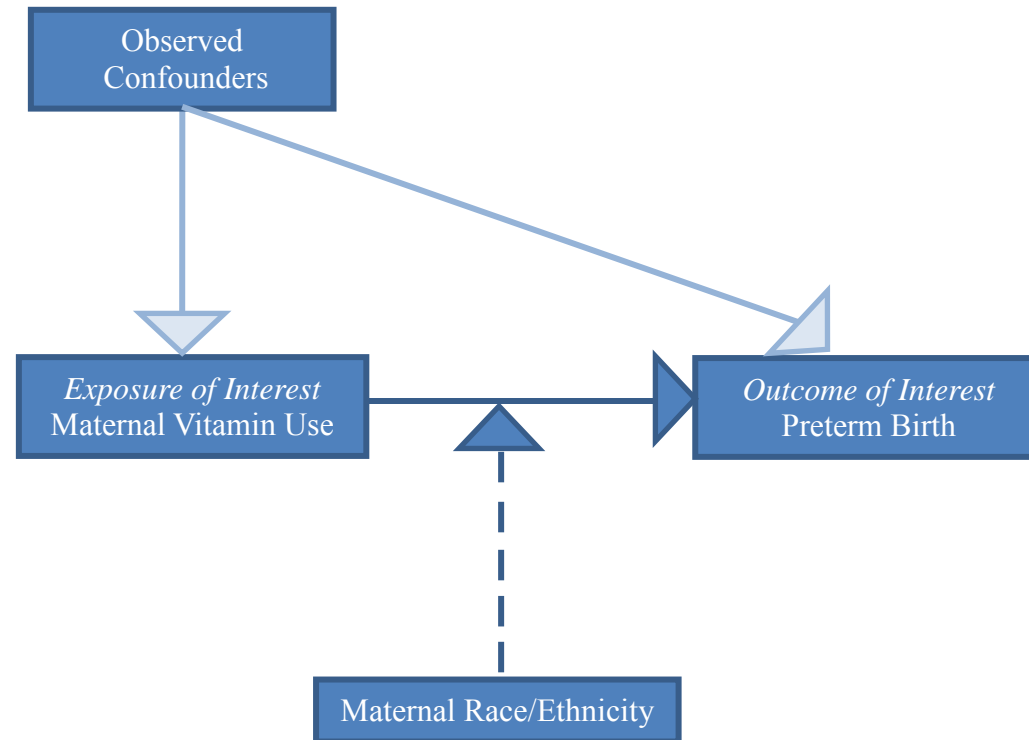 Observed
Confounders
Exposure of Interest
Maternal Vitamin Use
Outcome of Interest
Preterm Birth
Maternal Race/Ethnicity